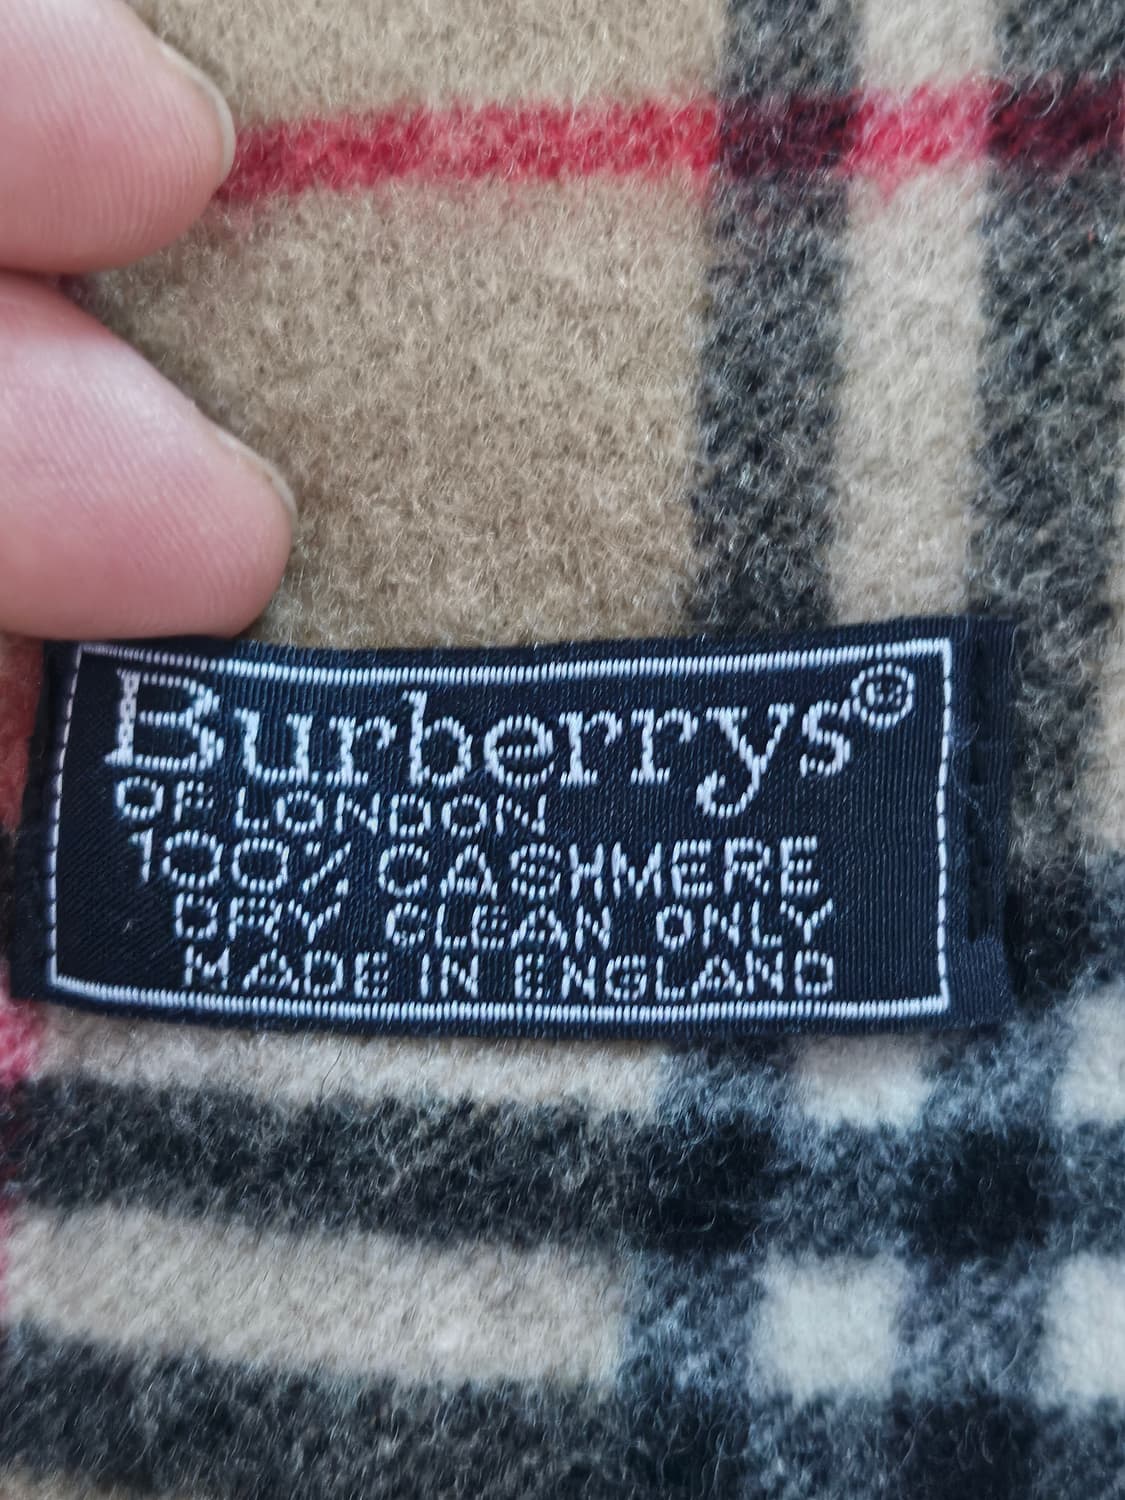 Burberrys®
OF LONDON
100% CASHMERE
DRY CLEAN ONLY
MADE IN ENGLAND